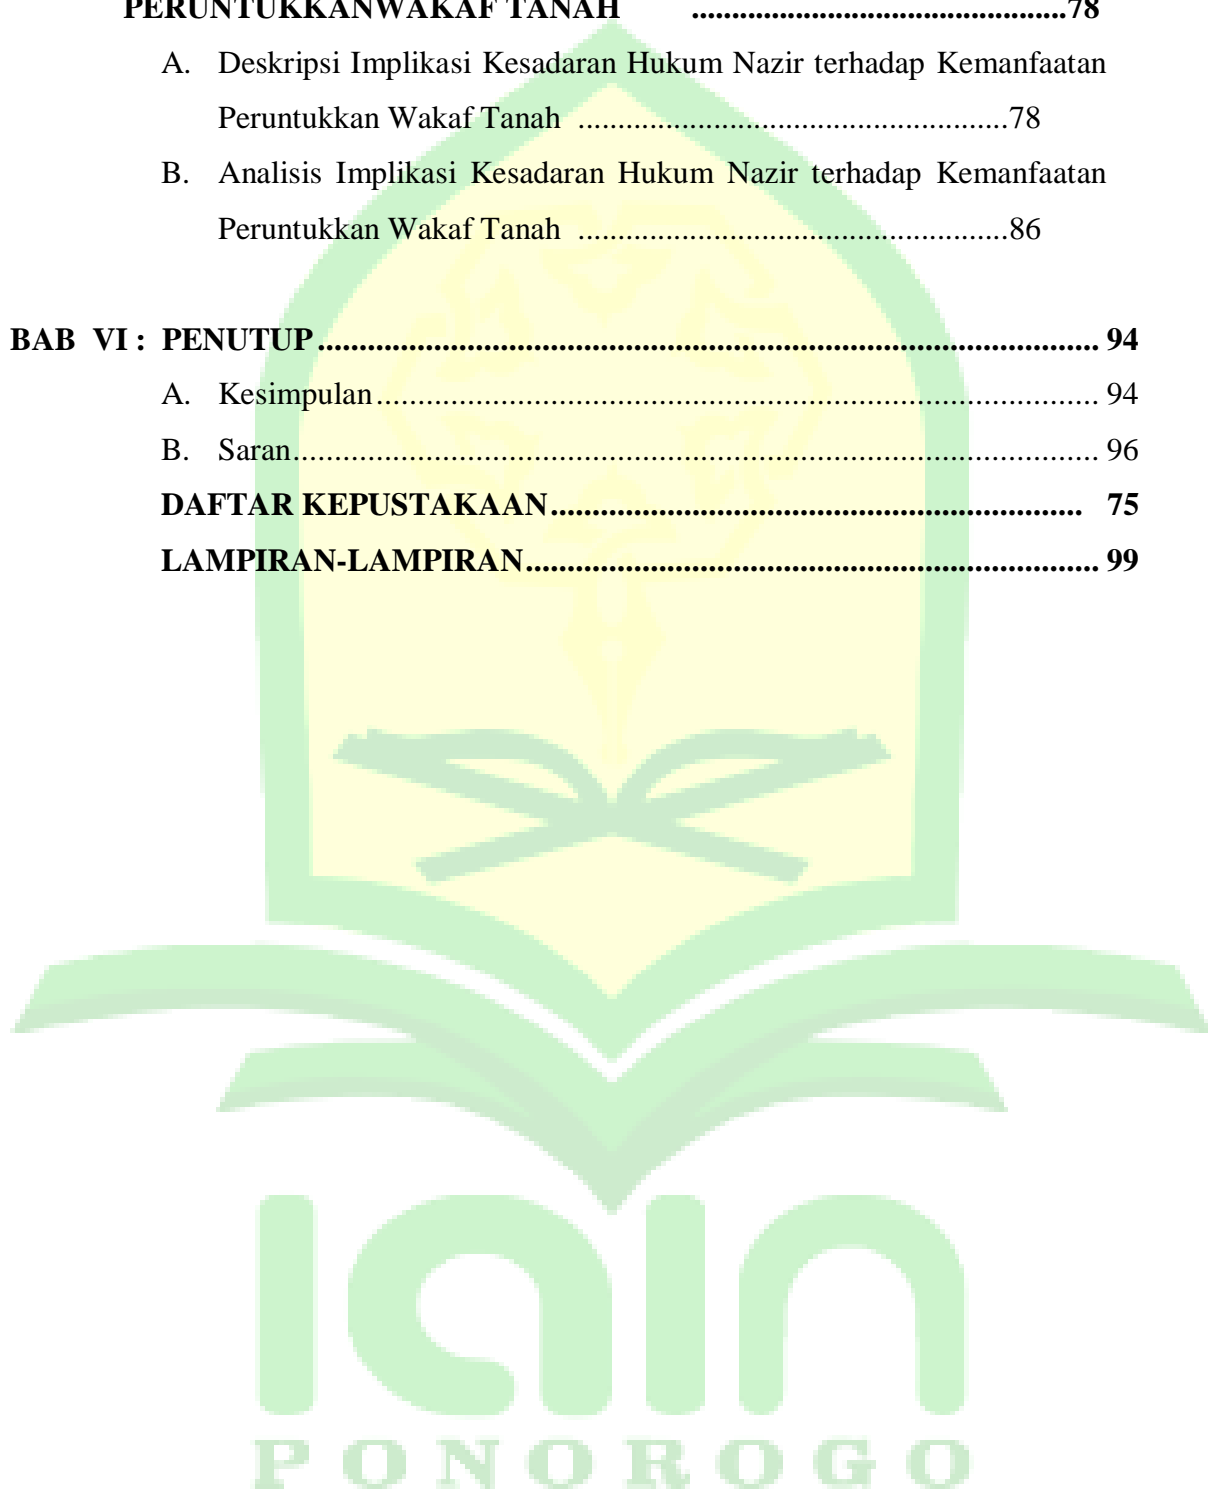 PERUNTUKKANWAKAF TANAH ...............................................78
A. Deskripsi Implikasi Kesadaran Hukum Nazir terhadap Kemanfaatan
Peruntukkan Wakaf Tanah ......................................................78
B. Analisis Implikasi Kesadaran Hukum Nazir terhadap Kemanfaatan
Peruntukkan Wakaf Tanah ......................................................86
BAB VI : PENUTUP............................................................................................... 94
A. Kesimpulan........................................................................................... 94
B. Saran..................................................................................................... 96
DAFTAR KEPUSTAKAAN................................................................ 75
LAMPIRAN-LAMPIRAN..................................................................... 99
iain
PONOROGO